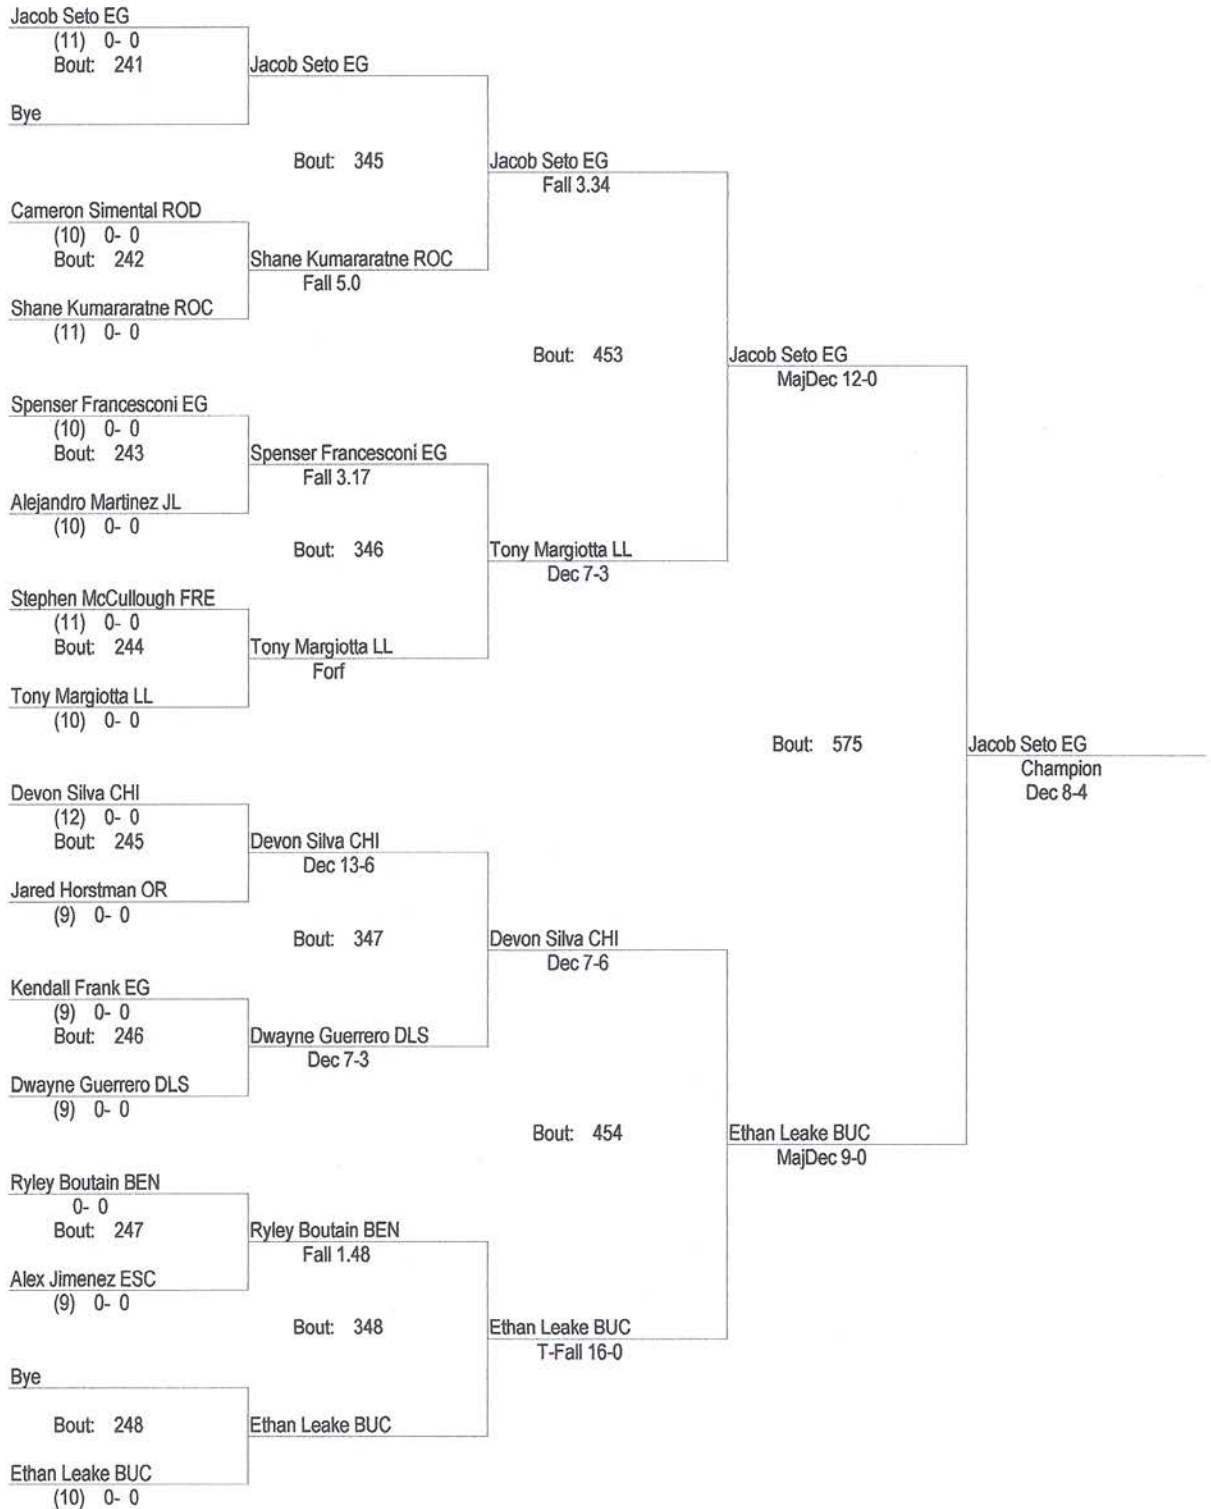 Jacob Seto EG
(11) 0- 0
Bout: 241
Jacob Seto EG
Bye
Bout: 345
Jacob Seto EG
Fall 3.34
Cameron Simental ROD
(10) 0- 0
Bout: 242
Shane Kumararatne ROC
Fall 5.0
Shane Kumararatne ROC
(11) 0- 0
Bout: 453
Jacob Seto EG
MajDec 12-0
Spenser Francesconi EG
(10) 0- 0
Bout: 243
Spenser Francesconi EG
Fall 3.17
Alejandro Martinez JL
(10) 0- 0
Bout: 346
Tony Margiotta LL
Dec 7-3
Stephen McCullough FRE
(11) 0- 0
Bout: 244
Tony Margiotta LL
Forf
Tony Margiotta LL
(10) 0- 0
Bout: 575
Jacob Seto EG
Champion
Dec 8-4
Devon Silva CHI
(12) 0- 0
Bout: 245
Devon Silva CHI
Dec 13-6
Jared Horstman OR
(9) 0- 0
Bout: 347
Devon Silva CHI
Dec 7-6
Kendall Frank EG
(9) 0- 0
Bout: 246
Dwayne Guerrero DLS
Dec 7-3
Dwayne Guerrero DLS
(9) 0- 0
Bout: 454
Ethan Leake BUC
MajDec 9-0
Ryley Boutain BEN
0- 0
Bout: 247
Ryley Boutain BEN
Fall 1.48
Alex Jimenez ESC
(9) 0- 0
Bout: 348
Ethan Leake BUC
T-Fall 16-0
Bye
Bout: 248
Ethan Leake BUC
Ethan Leake BUC
(10) 0- 0